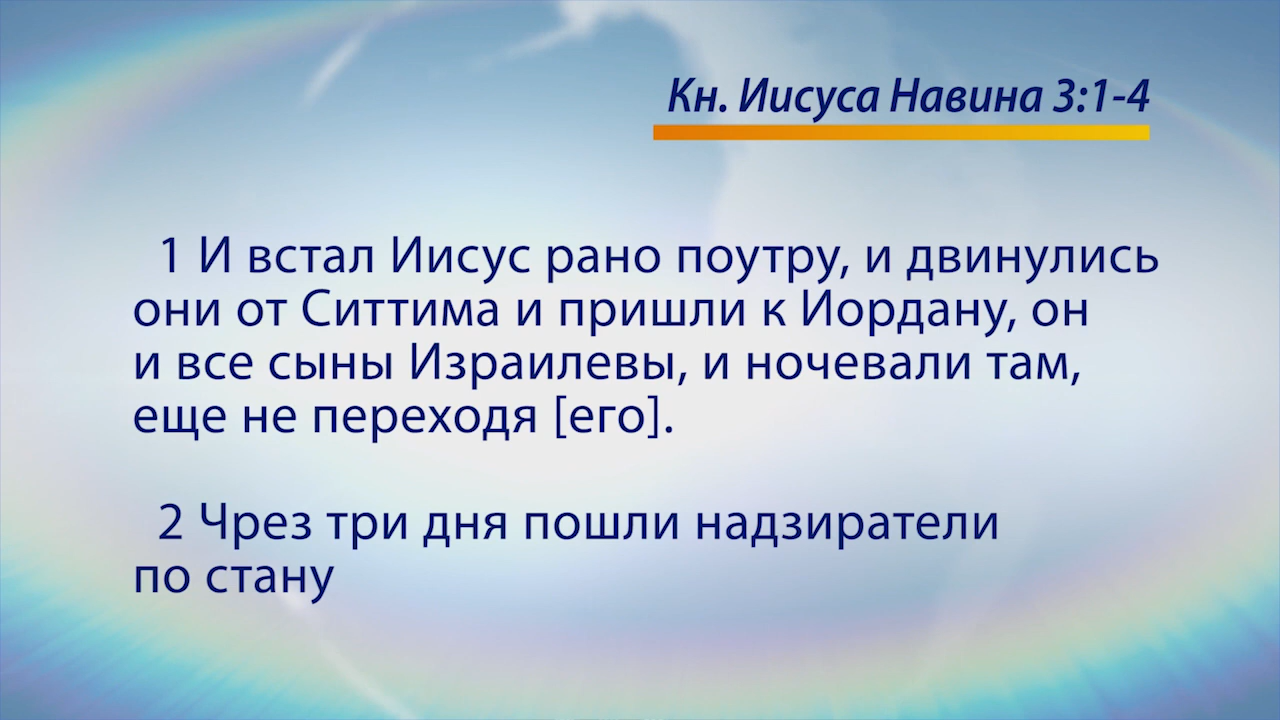 Кн. Иисуса Навина 3:1-4
1 И встал Иисус рано поутру, и двинулись
они от Ситтима и пришли к Иордану, он
и все сыны Израилевы, и ночевали там,
еще не переходя [его].
2 Чрез три дня пошли надзиратели
по стану